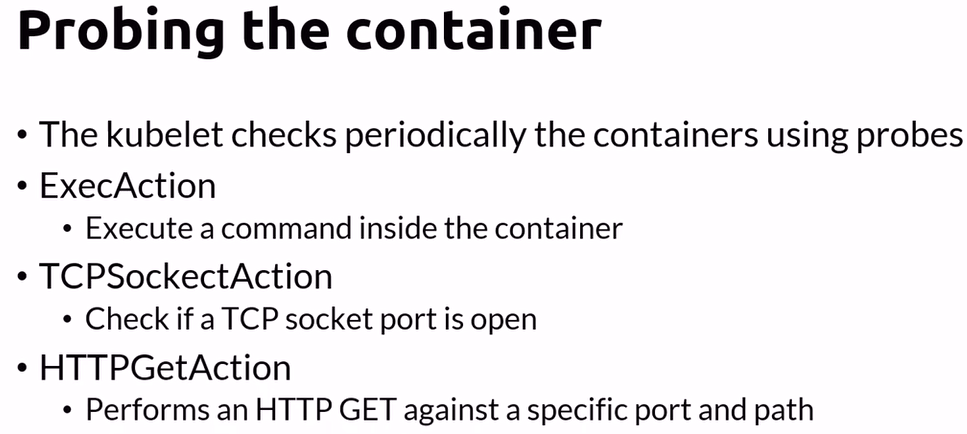 Probing the container
• The kubelet checks periodically the containers using probes
• ExecAction
• Execute a command inside the container
• TCPSockectAction
• Check if a TCP socket port is open
• HTTPGetAction
• Performs an HTTP GET against a specific port and path